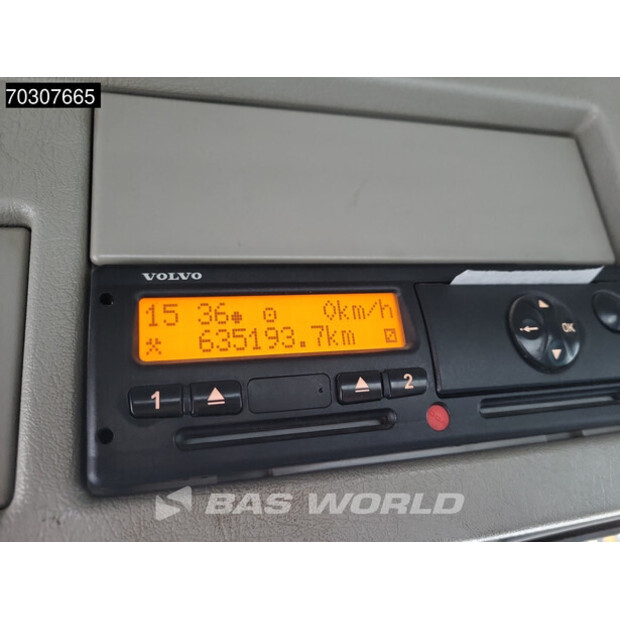 70307665
VOLVO
15 36 0km/h
635193.7km
1 2
OK
BAS WORLD